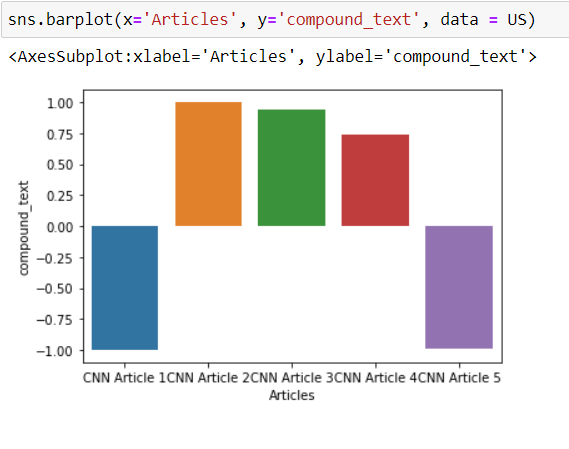 sns.barplot(x='Articles', y='compound_text', data = US)
<AxesSubplot:xlabel='Articles', ylabel='compound_text'>
1.00
0.75
0.50
0.25
0.00
−0.25
−0.50
−0.75
−1.00
compound_text
CNN Article 1CNN Article 2CNN Article 3CNN Article 4CNN Article 5
Articles